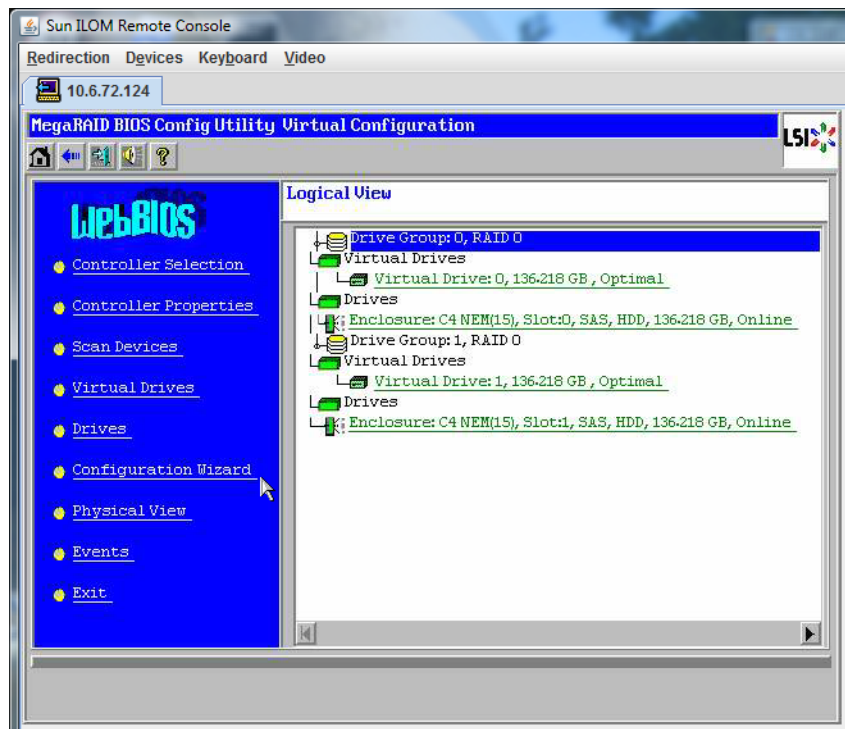 Sun ILOM Remote Console
Redirection Devices Keyboard Video
10.6.72.124
MegaRAID BIOS Config Utility Virtual Configuration
LSI
WebBIOS
Controller Selection
Controller Properties
Scan Devices
Virtual Drives
Drives
Configuration Wizard
Physical View
Events
Exit
Logical View
Drive Group: 0, RAID 0
Virtual Drives
Virtual Drive: 0, 136.218 GB , Optimal
Drives
Enclosure: C4 NEM(15), Slot:0, SAS, HDD, 136.218 GB, Online
Drive Group: 1, RAID 0
Virtual Drives
Virtual Drive: 1, 136.218 GB , Optimal
Drives
Enclosure: C4 NEM(15), Slot:1, SAS, HDD, 136.218 GB, Online